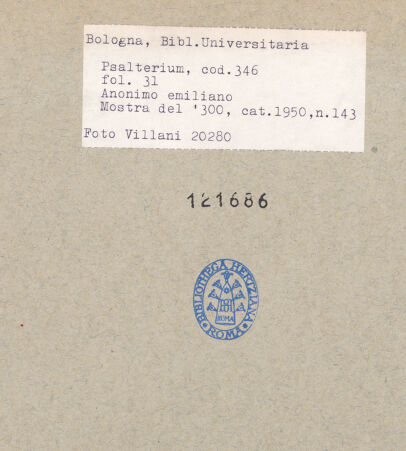 Bologna, Bibl.Universitaria
Psalterium, cod.346
fol. 31
Anonimo emiliano
Mostra del '300, cat.1950,n.143
Foto Villani 20280
121686
BIBLIOTHECA HERTZIANA
ROMA
ROMA